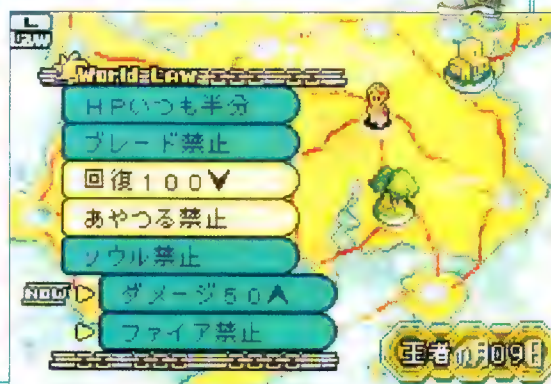 L
LAW
World Law
HPいつも半分
ブレード禁止
回復100▼
あやつる禁止
ソウル禁止
NOW ▷ ダメージ50▲
▷ ファイア禁止
王者の月09日